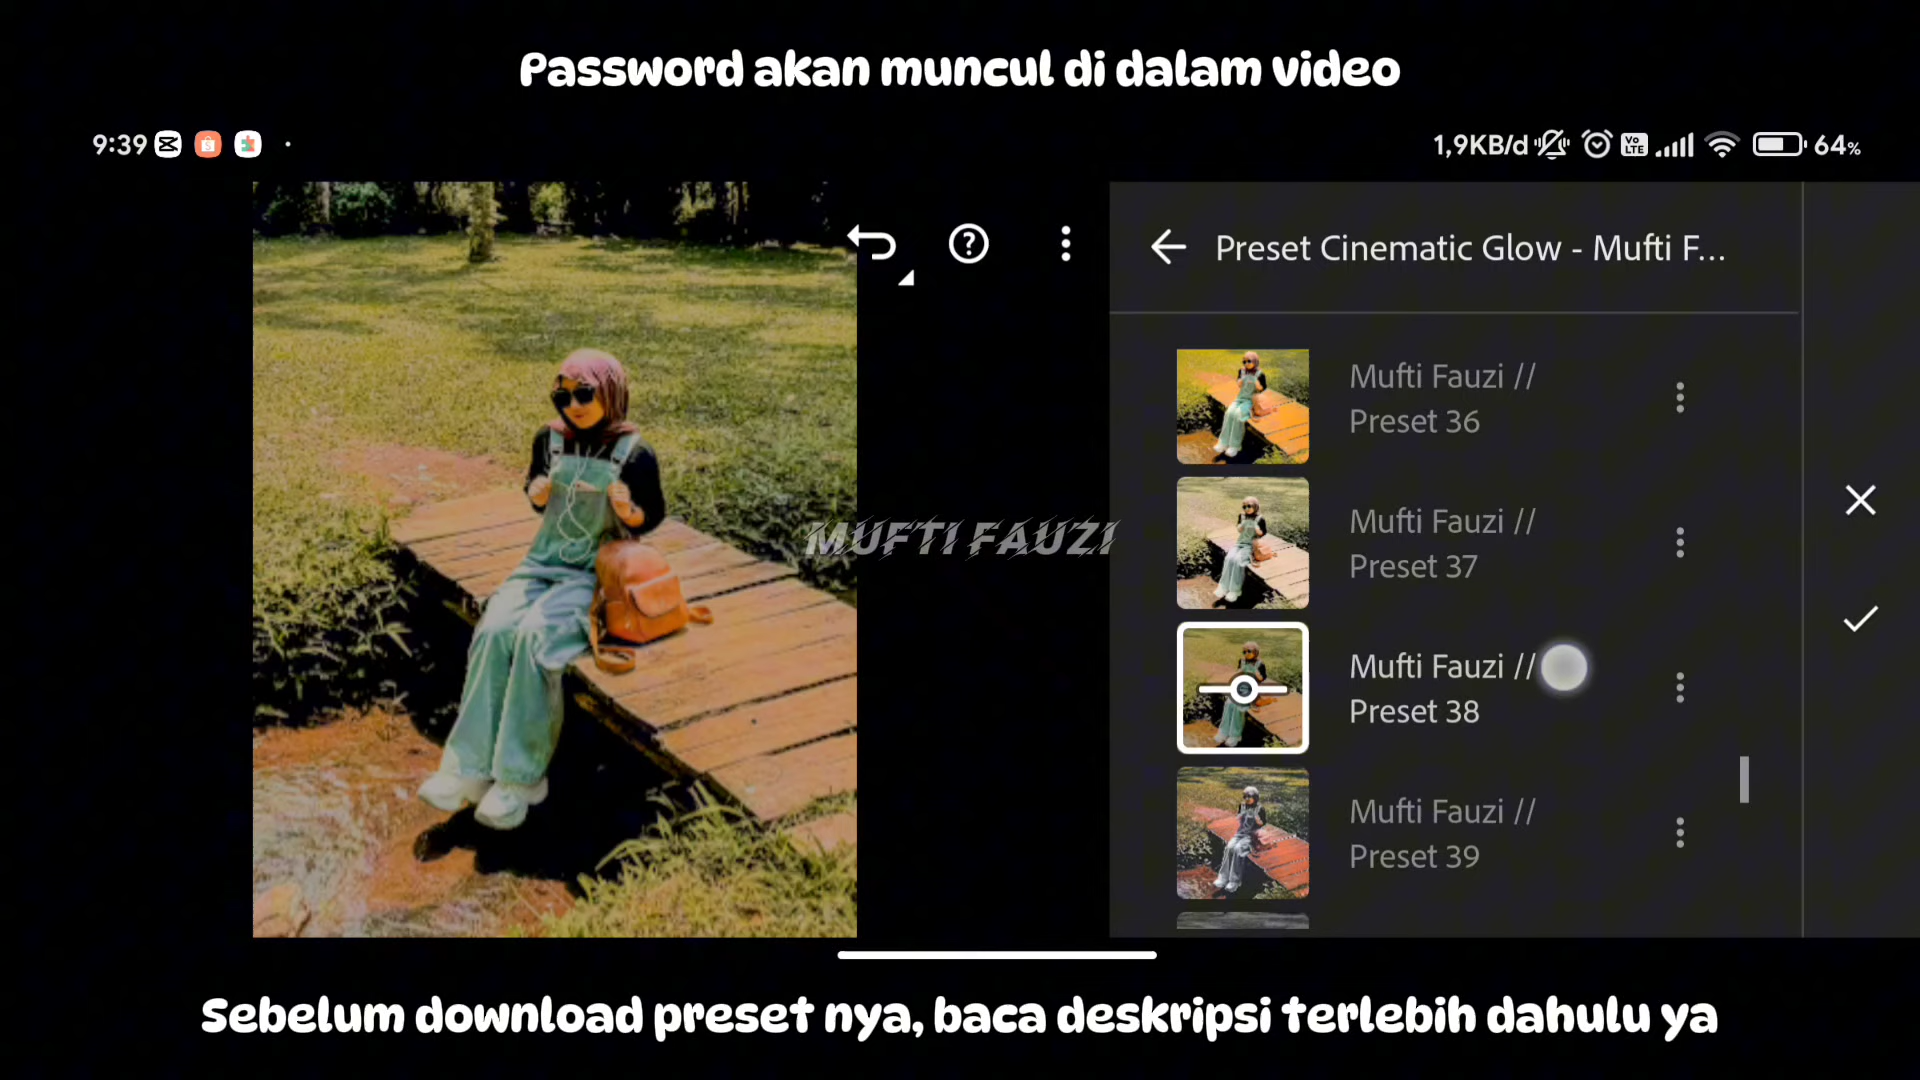 Password akan muncul di dalam video
9:39
1,9KB/d
Vo LTE
64%
Preset Cinematic Glow - Mufti F...
Mufti Fauzi //
Preset 36
Mufti Fauzi //
Preset 37
MUFTI FAUZI
Mufti Fauzi //
Preset 38
Mufti Fauzi //
Preset 39
Sebelum download preset nya, baca deskripsi terlebih dahulu ya